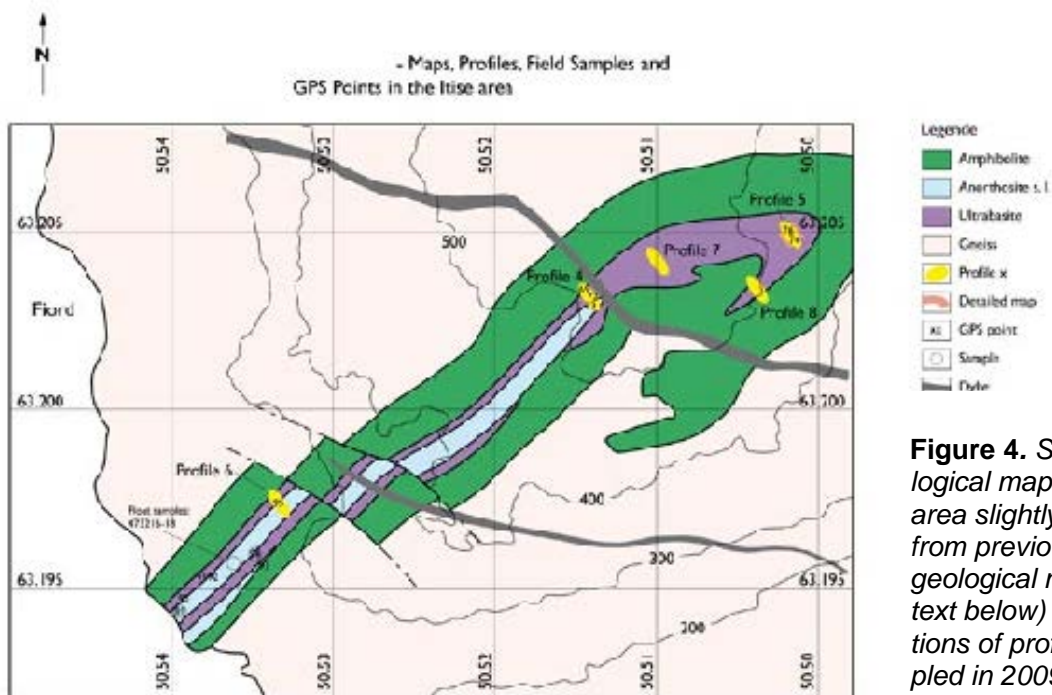 N
- Maps, Profiles, Field Samples and
GPS Points in the Itise area
50.54
50.53
50.52
50.51
50.50
63.205
63.205
500
Profile 5
Profile 7
Profile 8
Fiord
63.200
63.200
Profile 6
Float samples:
400
300
200
63.195
63.195
50.54
50.53
50.52
50.51
50.50
Legende
Amphibolite
Anorthosite s. l.
Ultrabasite
Gneiss
Profile x
Detailed map
GPS point
Sample
Dyke
Figure 4. S
logical map
area slightly
from previo
geological r
text below)
tions of prof
pled in 2009